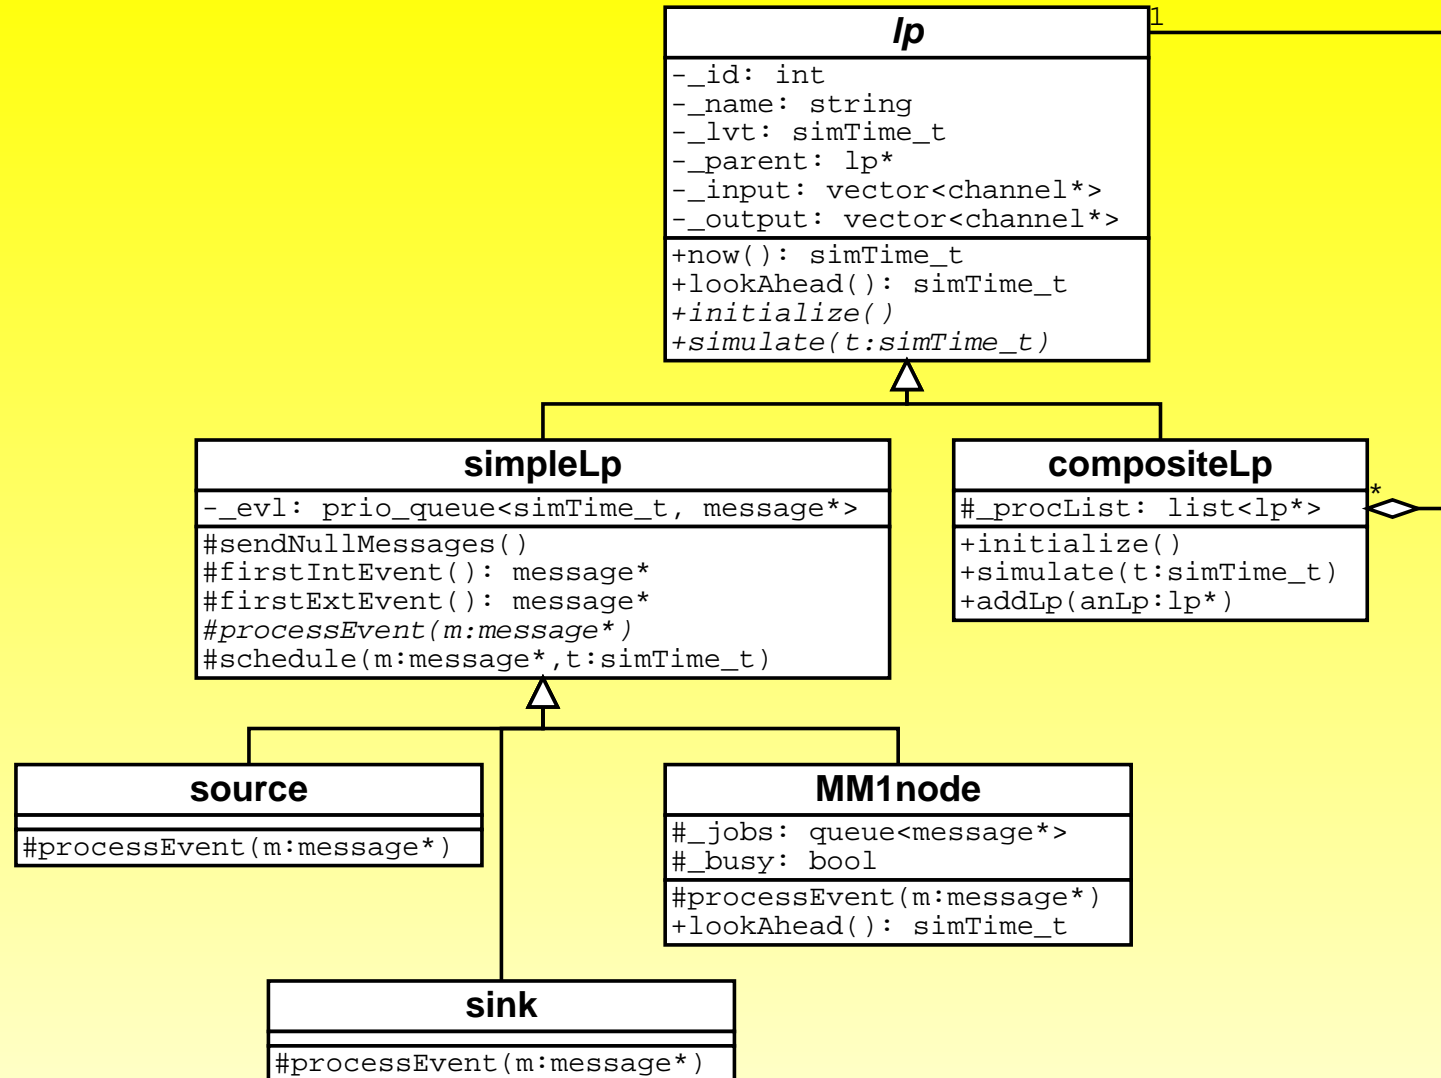 lp
1
-_id: int
-_name: string
-_lvt: simTime_t
-_parent: lp*
-_input: vector<channel*>
-_output: vector<channel*>
+now(): simTime_t
+lookAhead(): simTime_t
+initialize()
+simulate(t:simTime_t)
simpleLp
-_evl: prio_queue<simTime_t, message*>
#sendNullMessages()
#firstIntEvent(): message*
#firstExtEvent(): message*
#processEvent(m:message*)
#schedule(m:message*,t:simTime_t)
compositeLp
*
#_procList: list<lp*>
+initialize()
+simulate(t:simTime_t)
+addLp(anLp:lp*)
source
#processEvent(m:message*)
MM1node
#_jobs: queue<message*>
#_busy: bool
#processEvent(m:message*)
+lookAhead(): simTime_t
sink
#processEvent(m:message*)